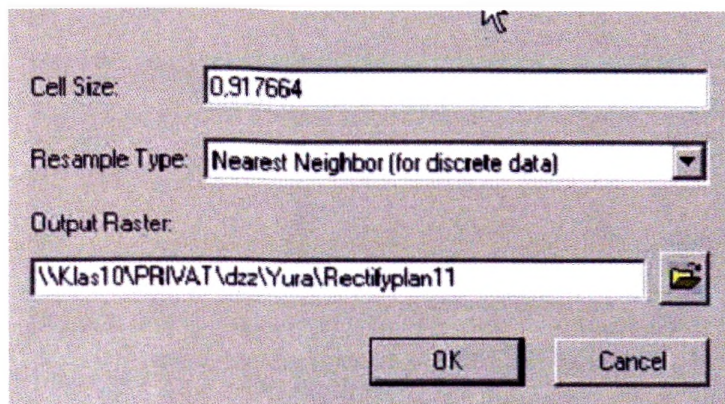 Cell Size: 0,917664
Resample Type: Nearest Neighbor (for discrete data)
Output Raster:
\\Klas10\PRIVAT\dzz\Yura\Rectifyplan11
OK Cancel